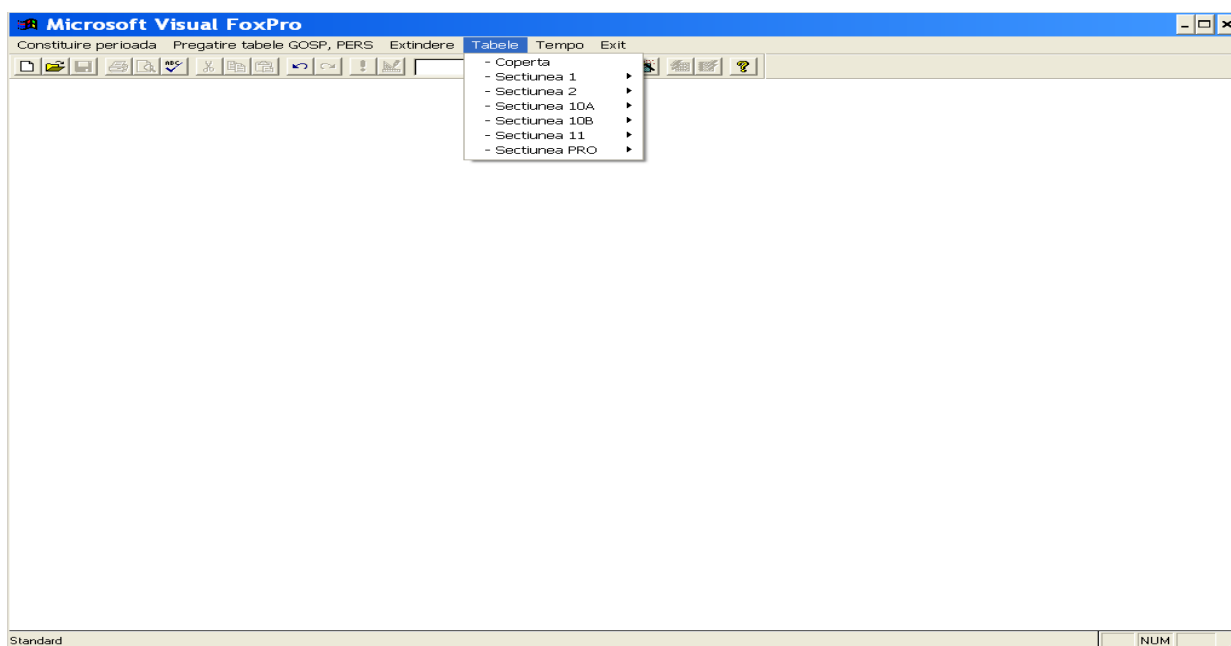 Microsoft Visual FoxPro
Constituire perioada Pregatire tabele GOSP, PERS Extindere Tabele Tempo Exit
ABC
- Coperta
- Sectiunea 1
- Sectiunea 2
- Sectiunea 10A
- Sectiunea 10B
- Sectiunea 11
- Sectiunea PRO
Standard NUM